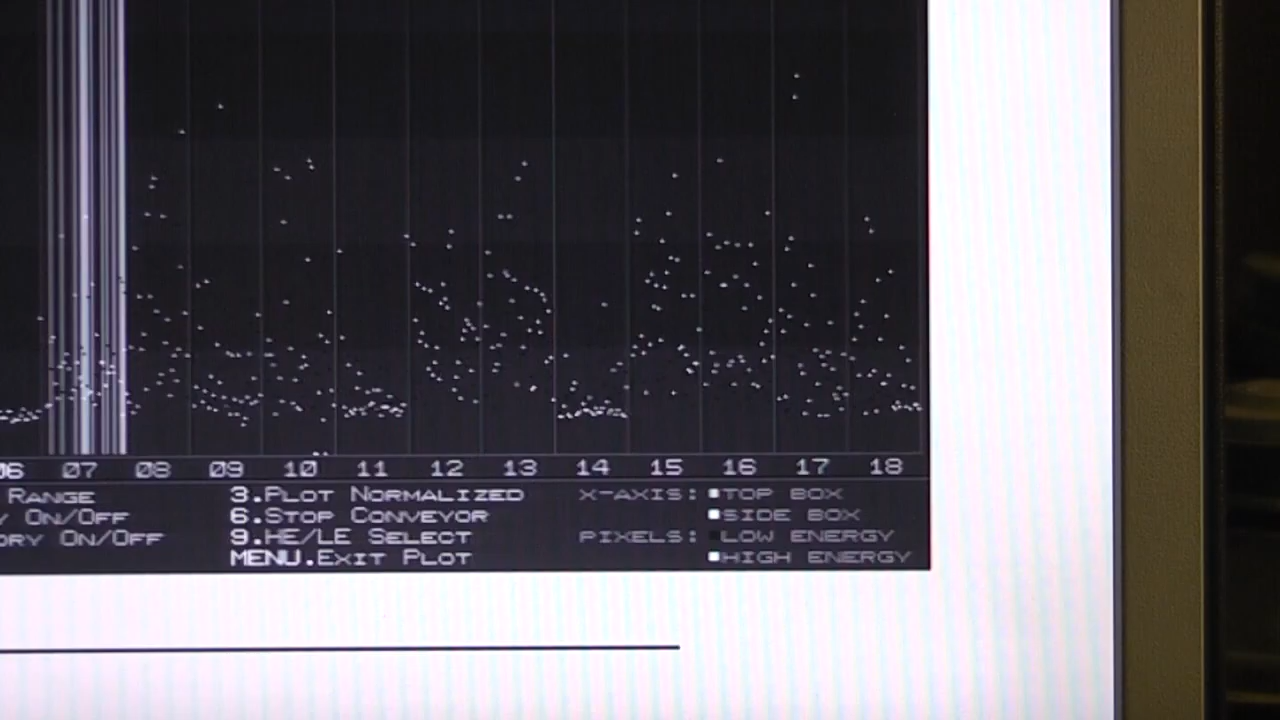 06 07 08 09 10 11 12 13 14 15 16 17 18
Range 3.Plot Normalized X-axis: Top Box
On/Off 6.Stop Conveyor Side Box
On/Off 9.HE/LE Select Pixels: Low Energy
MENU.Exit Plot High Energy